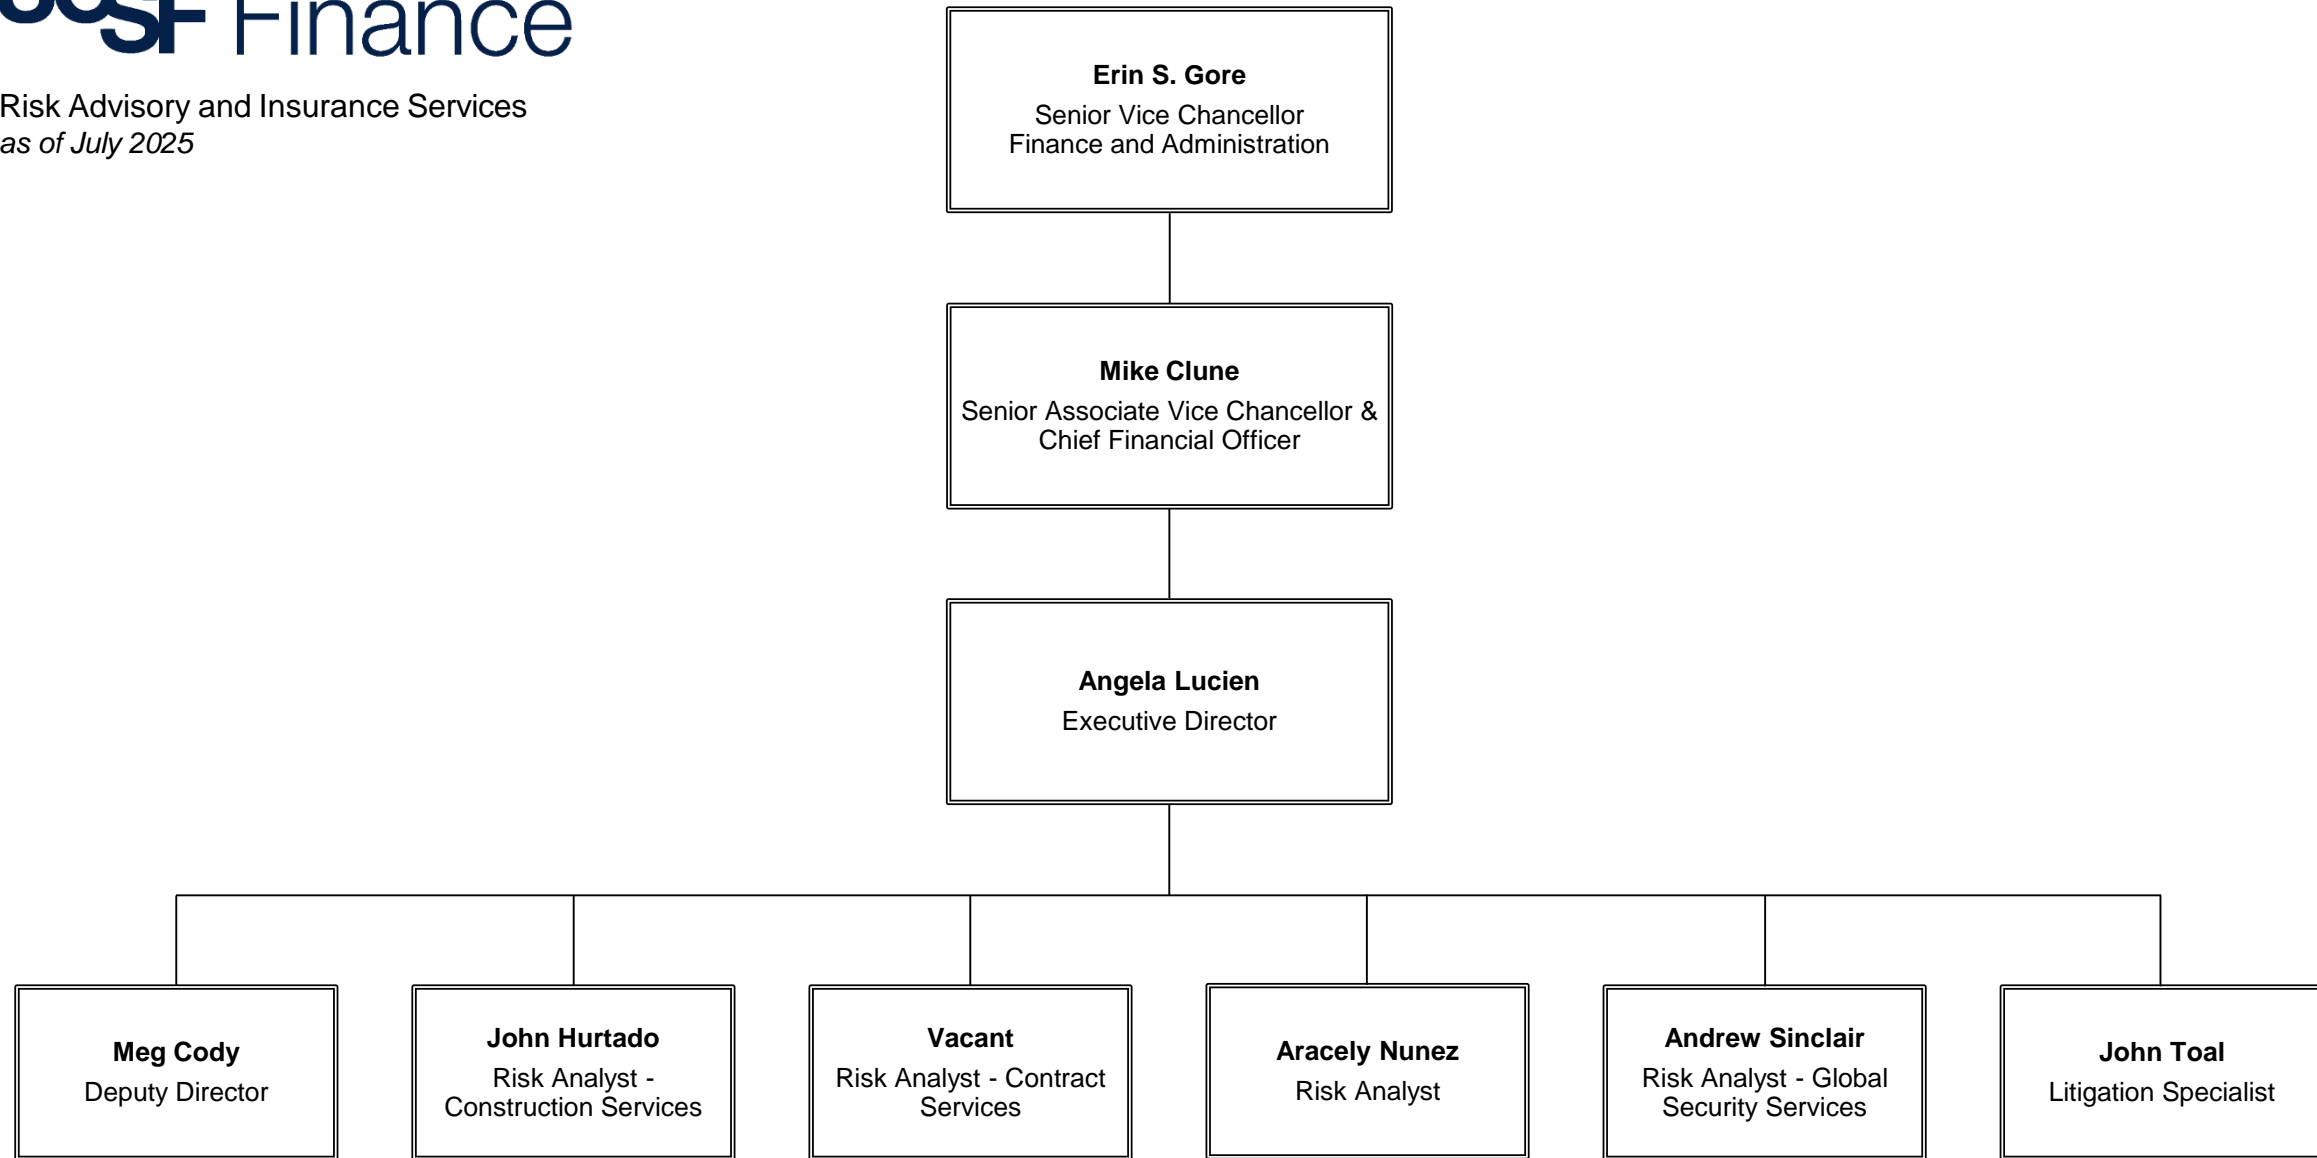 UCSF Finance
Risk Advisory and Insurance Services
as of July 2025
Erin S. Gore
Senior Vice Chancellor
Finance and Administration
Mike Clune
Senior Associate Vice Chancellor &
Chief Financial Officer
Angela Lucien
Executive Director
Meg Cody
Deputy Director
John Hurtado
Risk Analyst -
Construction Services
Vacant
Risk Analyst - Contract
Services
Aracely Nunez
Risk Analyst
Andrew Sinclair
Risk Analyst - Global
Security Services
John Toal
Litigation Specialist